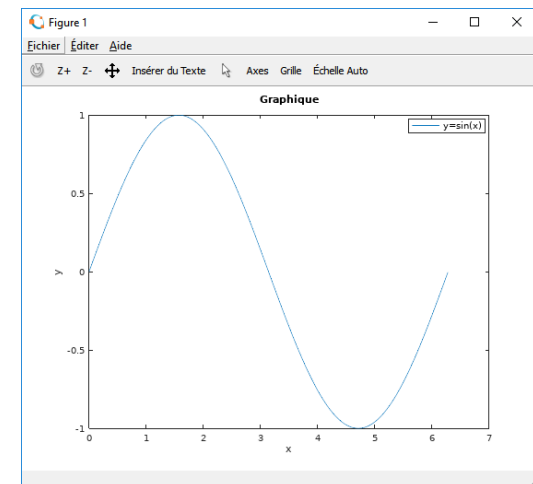 Figure 1
Fichier Éditer Aide
Z+ Z- Insérer du Texte Axes Grille Échelle Auto
Graphique
y=sin(x)
1
0.5
0
-0.5
-1
y
0 1 2 3 4 5 6 7
x